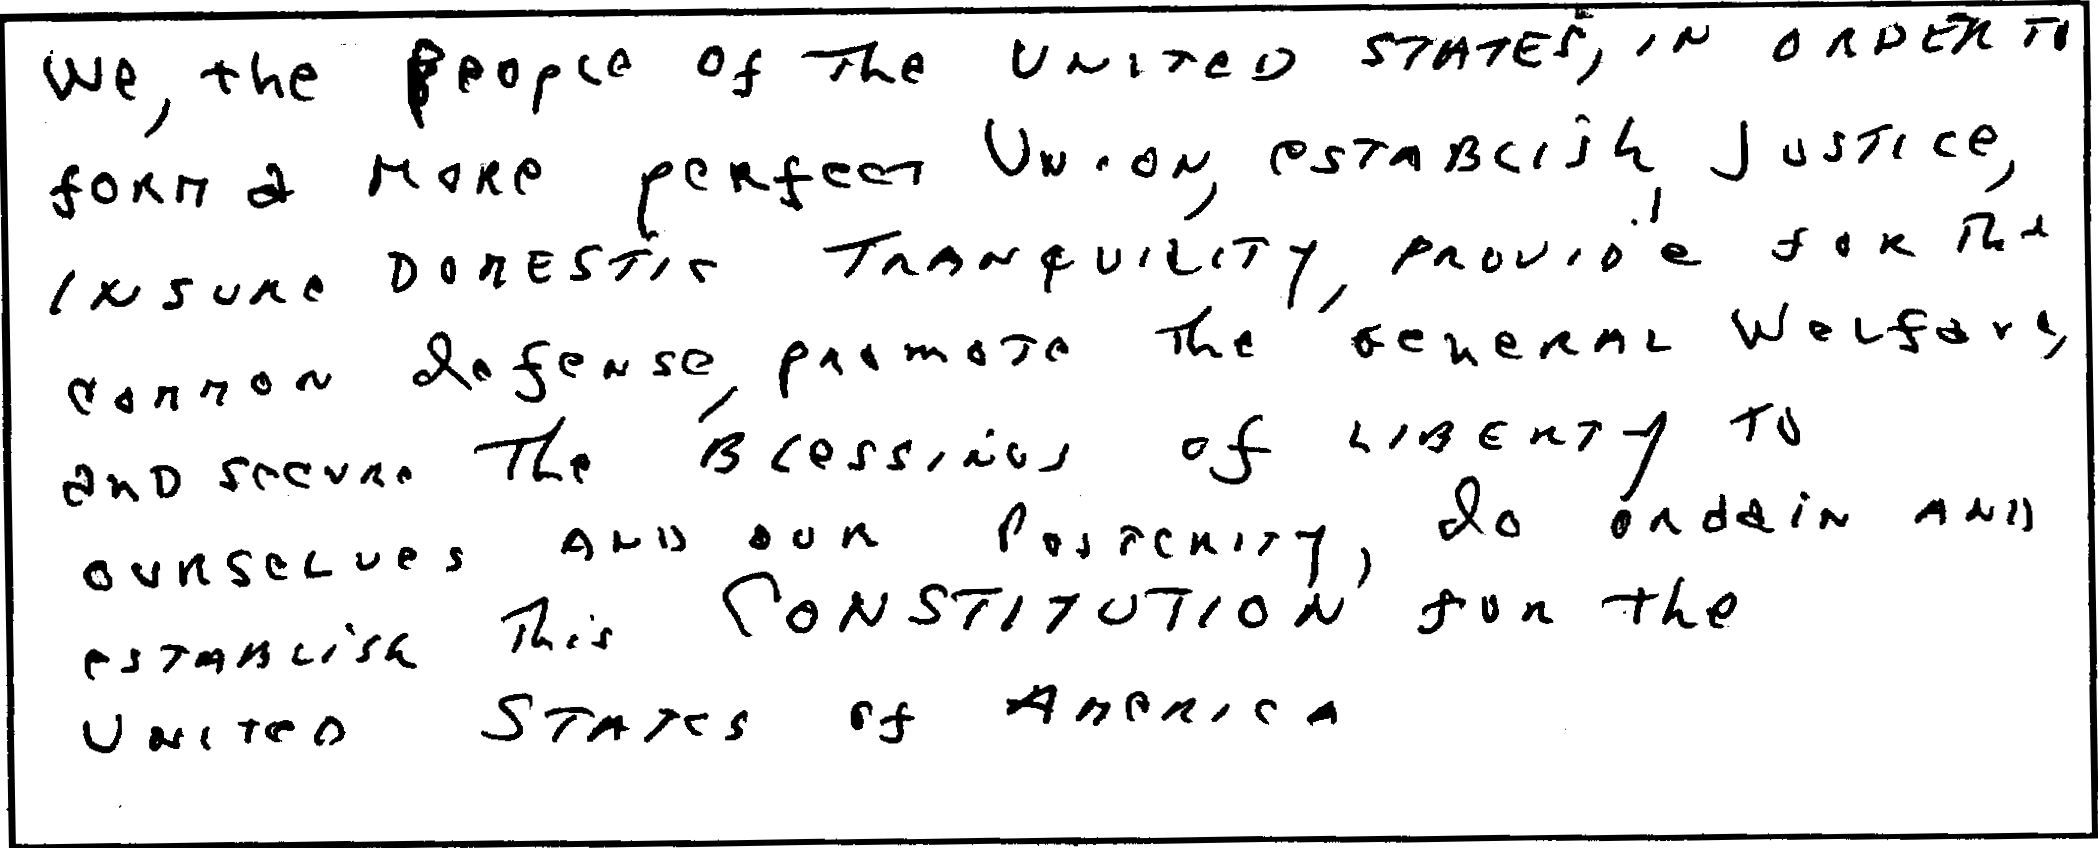 We, the People of The UNITED STATES, IN ORDER TO
form a MORE perfect Union, ESTABLish Justice,
INSURE DOMESTIC TRANQUILITY, PROVIDe for The
common defense, promote The GeneRAL Welfare,
and secure The BLessings of LIBERTY TO
OURSELVes AND OUR PosTeRITY, do ordain AND
esTABLish This CONSTITUTION for the
UNITeD STATes of AmeRICA